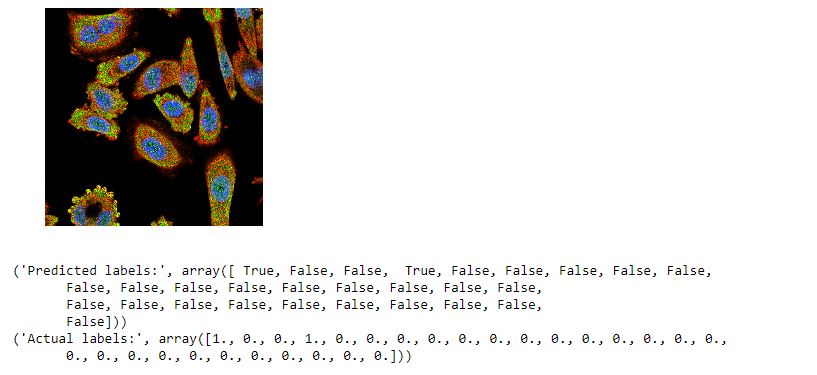 ('Predicted labels:', array([ True, False, False,  True, False, False, False, False, False,
       False, False, False, False, False, False, False, False, False,
       False, False, False, False, False, False, False, False, False,
       False]))
('Actual labels:', array([1., 0., 0., 1., 0., 0., 0., 0., 0., 0., 0., 0., 0., 0., 0., 0., 0.,
       0., 0., 0., 0., 0., 0., 0., 0., 0., 0., 0.]))